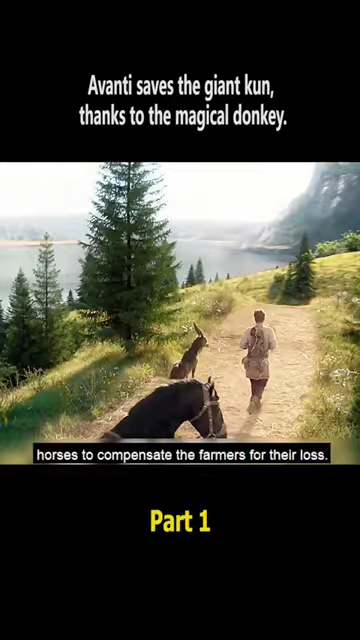 Avanti saves the giant kun,
thanks to the magical donkey.
horses to compensate the farmers for their loss.
Part 1